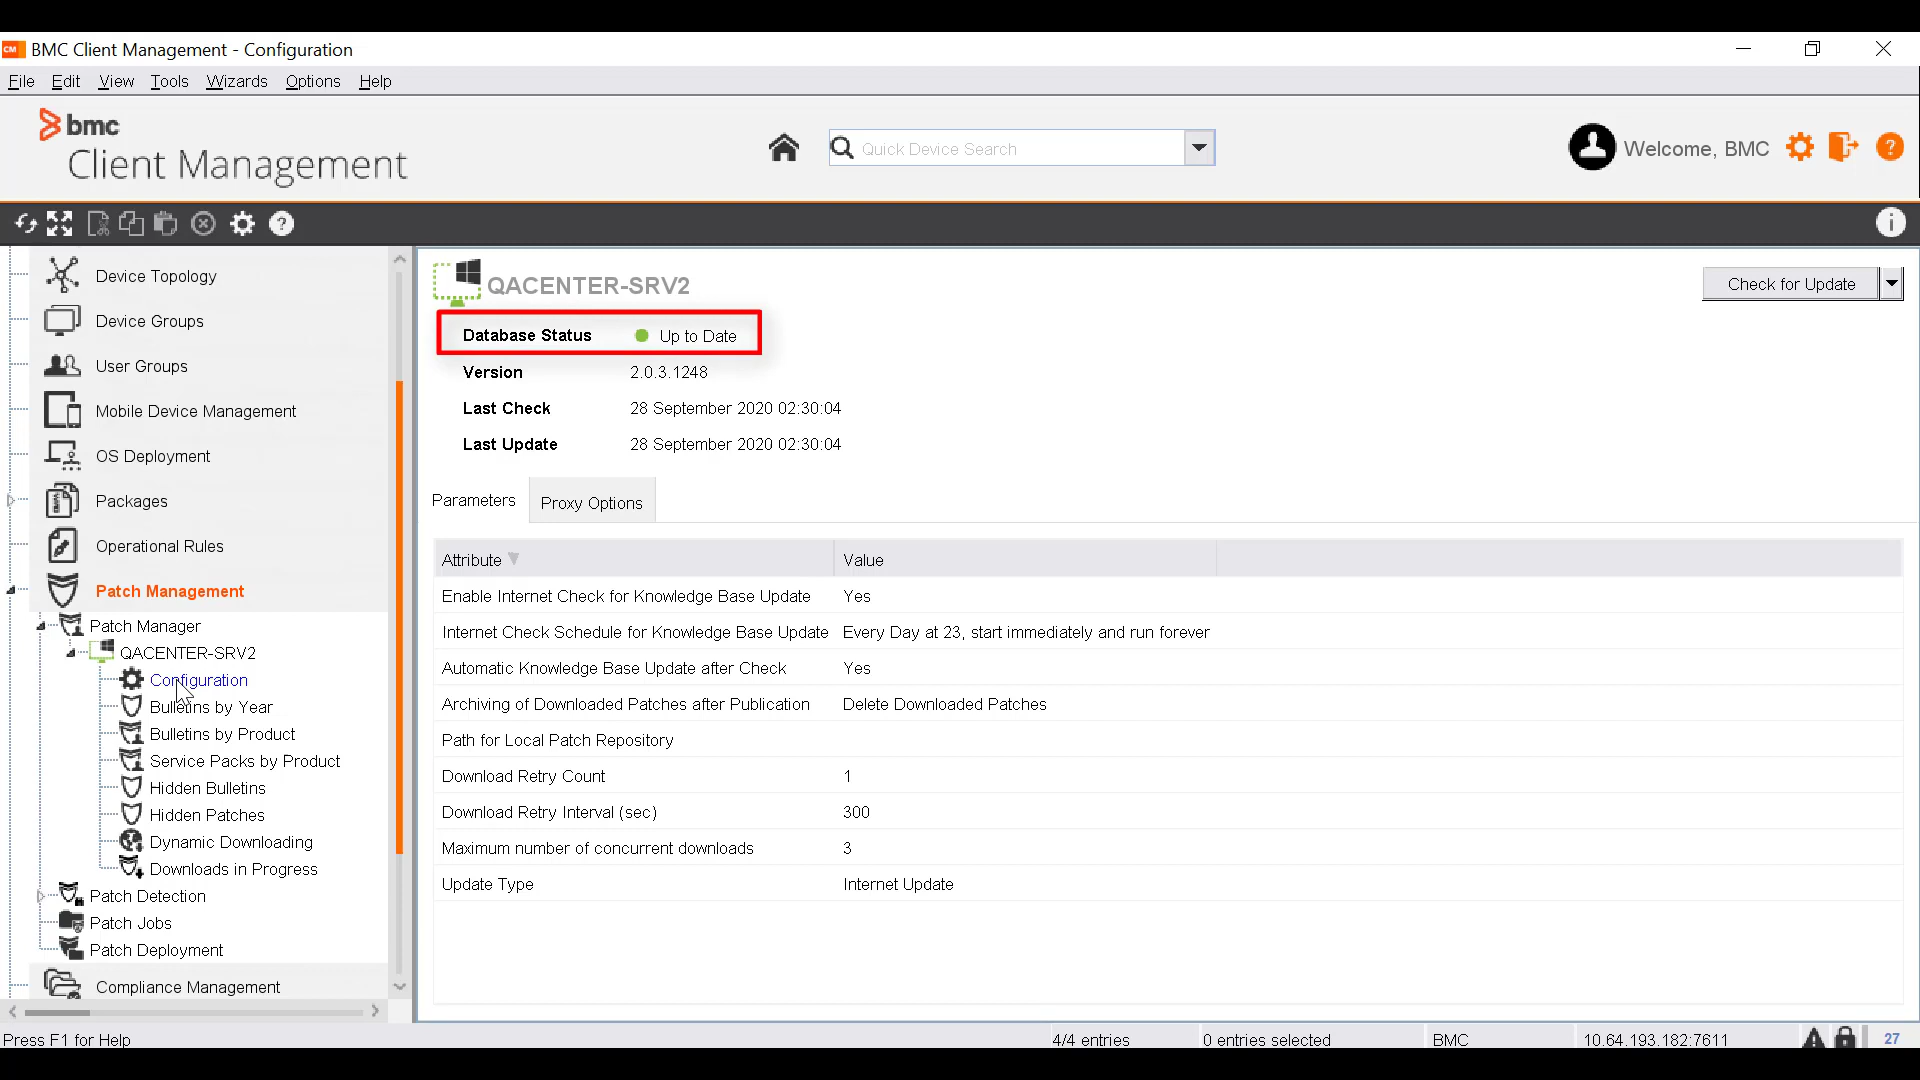 CM BMC Client Management - Configuration
File Edit View Tools Wizards Options Help
bmc
Client Management
Quick Device Search
Welcome, BMC
Device Topology
Device Groups
User Groups
Mobile Device Management
OS Deployment
Packages
Operational Rules
Patch Management
Patch Manager
QACENTER-SRV2
Configuration
Bulletins by Year
Bulletins by Product
Service Packs by Product
Hidden Bulletins
Hidden Patches
Dynamic Downloading
Downloads in Progress
Patch Detection
Patch Jobs
Patch Deployment
Compliance Management
QACENTER-SRV2
Check for Update
Database Status Up to Date
Version 2.0.3.1248
Last Check 28 September 2020 02:30:04
Last Update 28 September 2020 02:30:04
Parameters Proxy Options
Attribute Value
Enable Internet Check for Knowledge Base Update Yes
Internet Check Schedule for Knowledge Base Update Every Day at 23, start immediately and run forever
Automatic Knowledge Base Update after Check Yes
Archiving of Downloaded Patches after Publication Delete Downloaded Patches
Path for Local Patch Repository
Download Retry Count 1
Download Retry Interval (sec) 300
Maximum number of concurrent downloads 3
Update Type Internet Update
Press F1 for Help 4/4 entries 0 entries selected BMC 10.64.193.182:7611 27